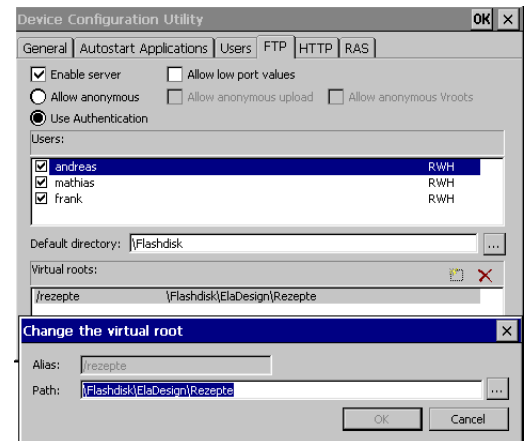 Device Configuration Utility OK ×
General Autostart Applications Users FTP HTTP RAS
Enable server Allow low port values
Allow anonymous Allow anonymous upload Allow anonymous Vroots
Use Authentication
Users:
andreas RWH
mathias RWH
frank RWH
Default directory: \Flashdisk ...
Virtual roots:
/rezepte \Flashdisk\ElaDesign\Rezepte
Change the virtual root ×
Alias: /rezepte
Path: \Flashdisk\ElaDesign\Rezepte ...
OK Cancel